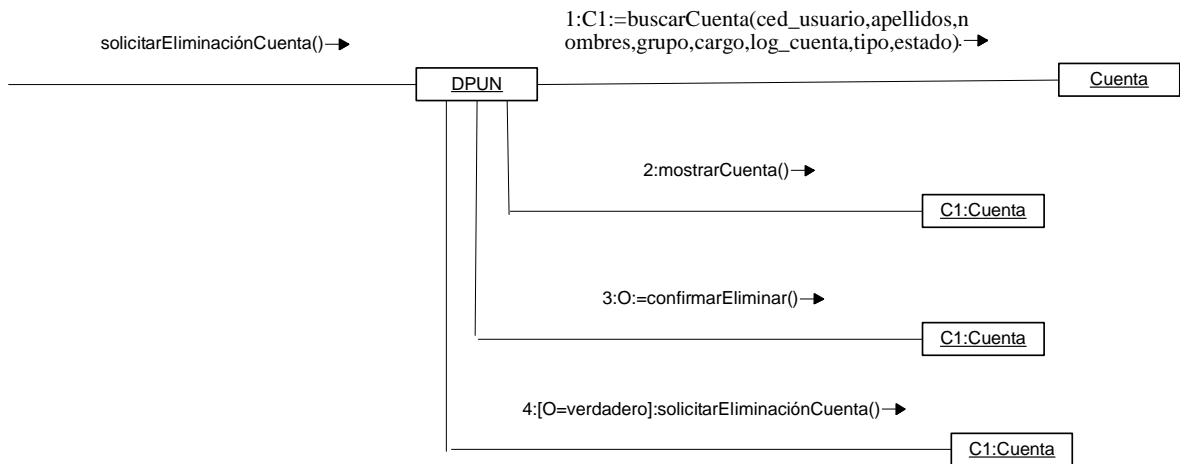 1:C1:=buscarCuenta(ced_usuario,apellidos,n
ombres,grupo,cargo,log_cuenta,tipo,estado)
solicitarEliminaciónCuenta()
DPUN
Cuenta
2:mostrarCuenta()
C1:Cuenta
3:O:=confirmarEliminar()
C1:Cuenta
4:[O=verdadero]:solicitarEliminaciónCuenta()
C1:Cuenta